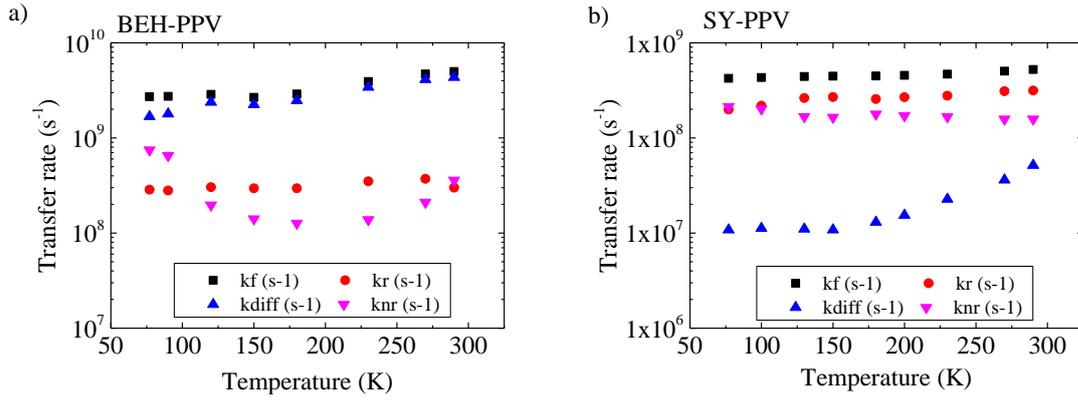 a)
BEH-PPV
10^10
10^9
10^8
10^7
Transfer rate (s^-1)
kf (s-1)
kr (s-1)
kdiff (s-1)
knr (s-1)
50
100
150
200
250
300
Temperature (K)
b)
SY-PPV
1x10^9
1x10^8
1x10^7
1x10^6
Transfer rate (s^-1)
kf (s-1)
kr (s-1)
kdiff (s-1)
knr (s-1)
50
100
150
200
250
300
Temperature (K)